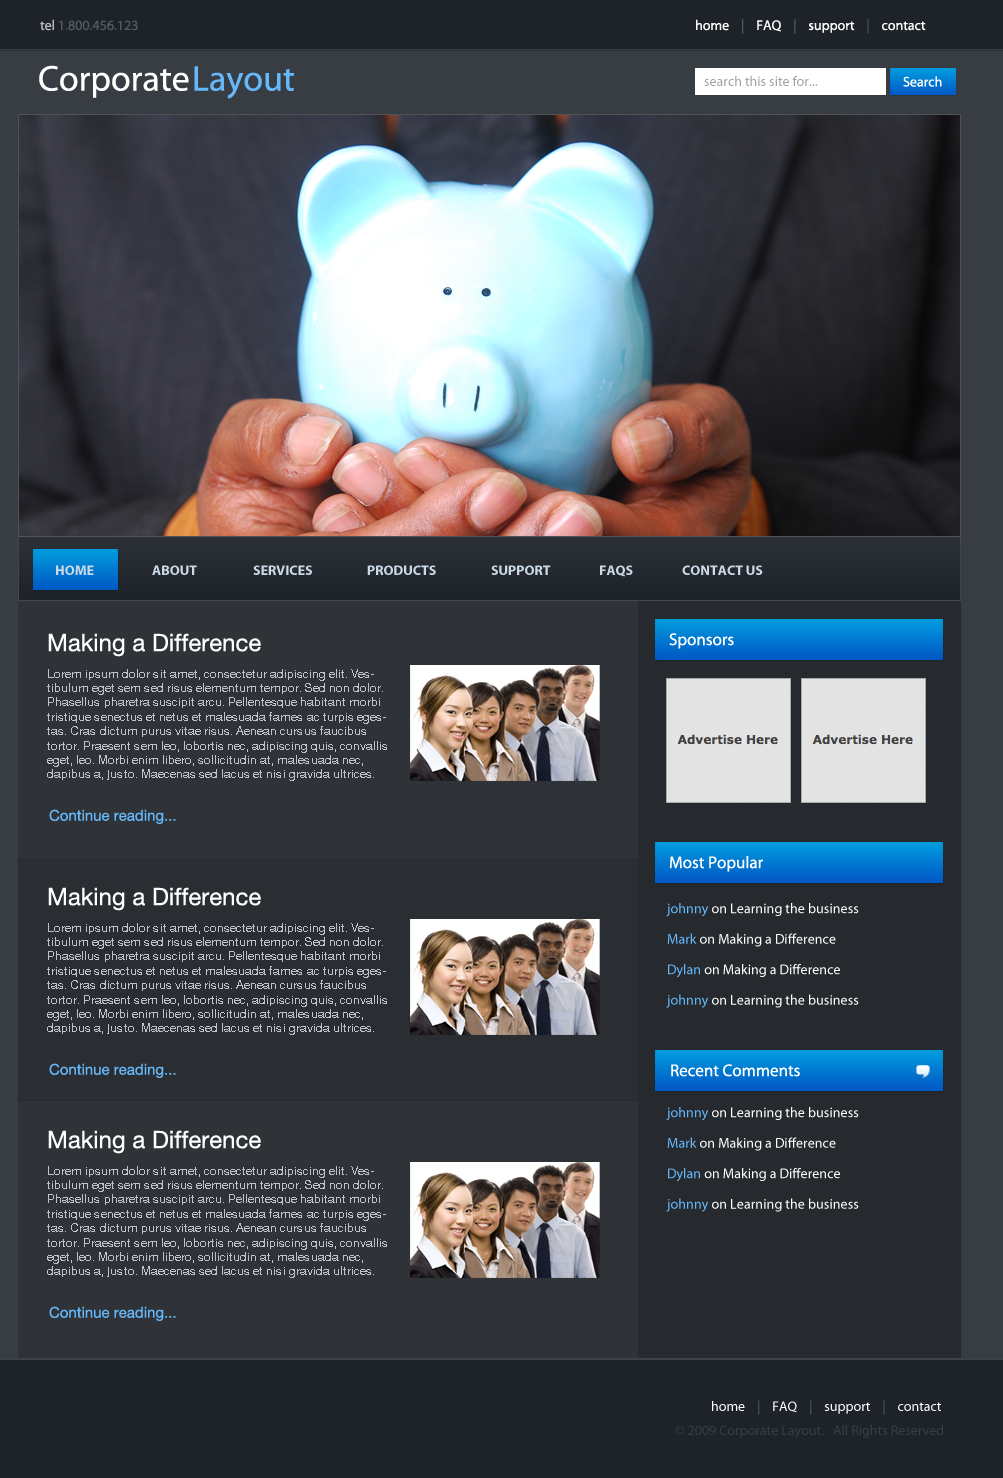 tel 1.800.456.123
home | FAQ | support | contact
CorporateLayout
search this site for...
Search
HOME ABOUT SERVICES PRODUCTS SUPPORT FAQS CONTACT US
Making a Difference
Lorem ipsum dolor sit amet, consectetur adipiscing elit. Ves-
tibulum eget sem sed risus elementum tempor. Sed non dolor.
Phasellus pharetra suscipit arcu. Pellentesque habitant morbi
tristique senectus et netus et malesuada fames ac turpis eges-
tas. Cras dictum purus vitae risus. Aenean cursus faucibus
tortor. Praesent sem leo, lobortis nec, adipiscing quis, convallis
eget, leo. Morbi enim libero, sollicitudin at, malesuada nec,
dapibus a, justo. Maecenas sed lacus et nisi gravida ultrices.
Continue reading...
Making a Difference
Lorem ipsum dolor sit amet, consectetur adipiscing elit. Ves-
tibulum eget sem sed risus elementum tempor. Sed non dolor.
Phasellus pharetra suscipit arcu. Pellentesque habitant morbi
tristique senectus et netus et malesuada fames ac turpis eges-
tas. Cras dictum purus vitae risus. Aenean cursus faucibus
tortor. Praesent sem leo, lobortis nec, adipiscing quis, convallis
eget, leo. Morbi enim libero, sollicitudin at, malesuada nec,
dapibus a, justo. Maecenas sed lacus et nisi gravida ultrices.
Continue reading...
Making a Difference
Lorem ipsum dolor sit amet, consectetur adipiscing elit. Ves-
tibulum eget sem sed risus elementum tempor. Sed non dolor.
Phasellus pharetra suscipit arcu. Pellentesque habitant morbi
tristique senectus et netus et malesuada fames ac turpis eges-
tas. Cras dictum purus vitae risus. Aenean cursus faucibus
tortor. Praesent sem leo, lobortis nec, adipiscing quis, convallis
eget, leo. Morbi enim libero, sollicitudin at, malesuada nec,
dapibus a, justo. Maecenas sed lacus et nisi gravida ultrices.
Continue reading...
Sponsors
Advertise Here Advertise Here
Most Popular
johnny on Learning the business
Mark on Making a Difference
Dylan on Making a Difference
johnny on Learning the business
Recent Comments
johnny on Learning the business
Mark on Making a Difference
Dylan on Making a Difference
johnny on Learning the business
home | FAQ | support | contact
© 2009 Corporate Layout. All Rights Reserved